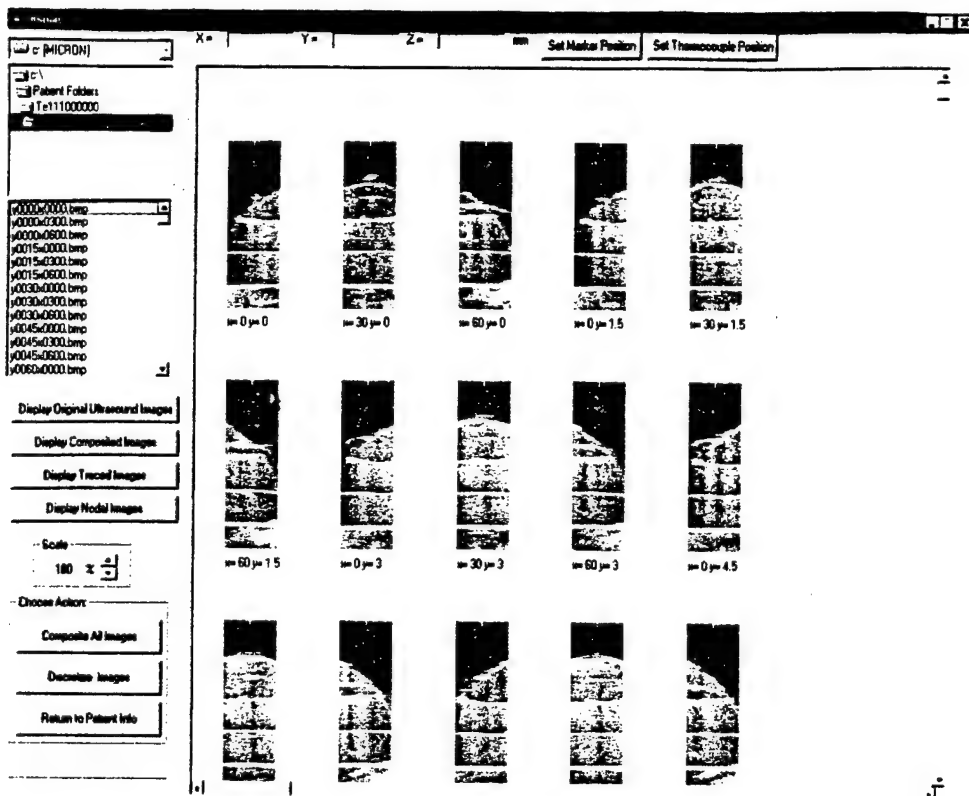 X= Y= Z= mm Set Marker Position Set Thermocouple Position
c: [MICRON]
c:\
Patient Folders
Te111000000
y0000x0000.bmp
y0000x0300.bmp
y0000x0600.bmp
y0015x0000.bmp
y0015x0300.bmp
y0015x0600.bmp
y0030x0000.bmp
y0030x0300.bmp
y0030x0600.bmp
y0045x0000.bmp
y0045x0300.bmp
y0045x0600.bmp
y0060x0000.bmp
Display Original Ultrasound Images
Display Composited Images
Display Traced Images
Display Nodal Images
Scale
180 %
Choose Action:
Composite All Images
Discretize Images
Return to Patient Info
x= 0 y= 0
x= 30 y= 0
x= 60 y= 0
x= 0 y= 1.5
x= 30 y= 1.5
x= 60 y= 1.5
x= 0 y= 3
x= 30 y= 3
x= 60 y= 3
x= 0 y= 4.5